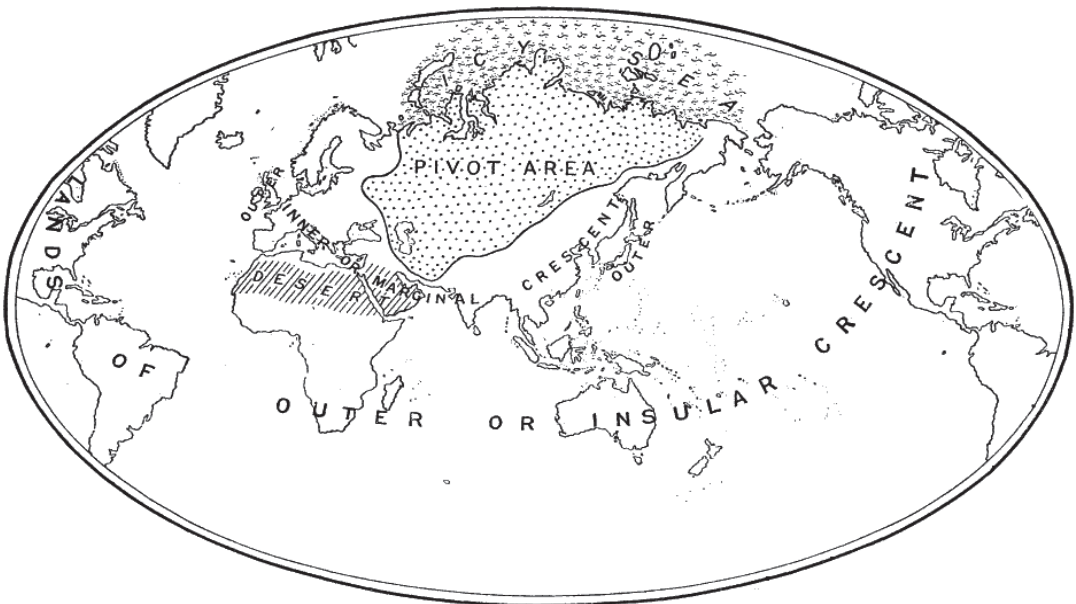 ICY SEA
PIVOT AREA
OUTER
INNER OR MARGINAL CRESCENT
OUTER
DESERT
LANDS OF OUTER OR INSULAR CRESCENT